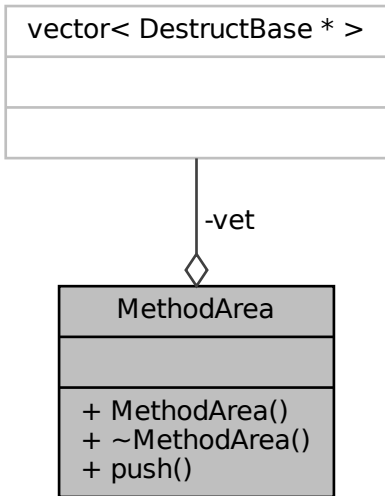 vector< DestructBase * >
-vet
MethodArea
+ MethodArea()
+ ~MethodArea()
+ push()